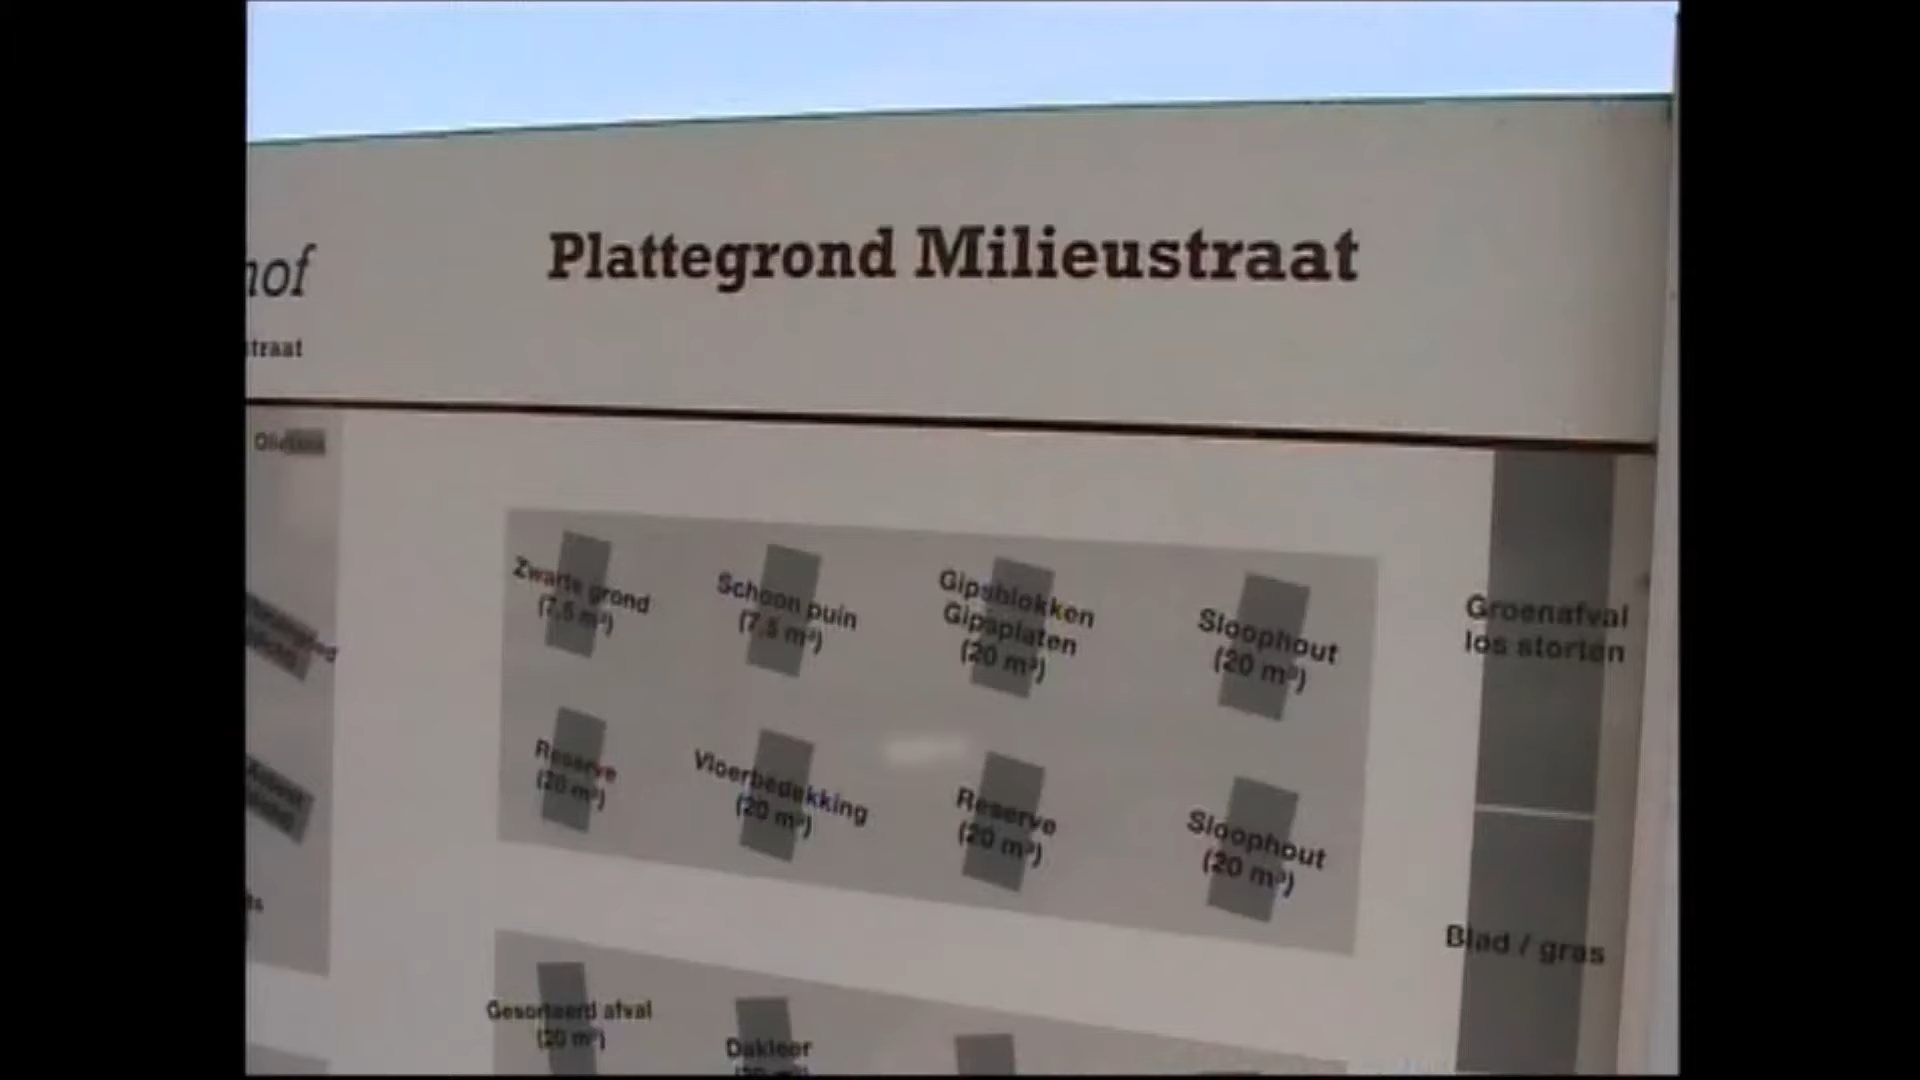 Plattegrond Milieustraat
hof
straat
Zwarte grond
(7,5 m³)
Schoon puin
(7,5 m³)
Gipsblokken
Gipsplaten
(20 m³)
Sloophout
(20 m³)
Groenafval
los storten
Reserve
(20 m³)
Vloerbedekking
(20 m³)
Reserve
(20 m³)
Sloophout
(20 m³)
Blad / gras
Gesorteerd afval
(20 m³)
Dakleer